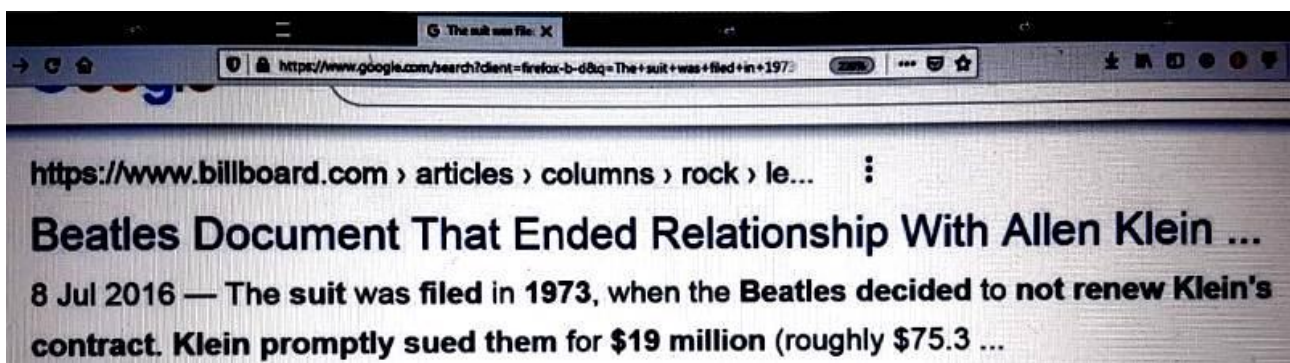 G The suit was file: X
https://www.google.com/search?client=firefox-b-d&q=The+suit+was+filed+in+197
https://www.billboard.com › articles › columns › rock › le...
Beatles Document That Ended Relationship With Allen Klein ...
8 Jul 2016 — The suit was filed in 1973, when the Beatles decided to not renew Klein's
contract. Klein promptly sued them for $19 million (roughly $75.3 ...